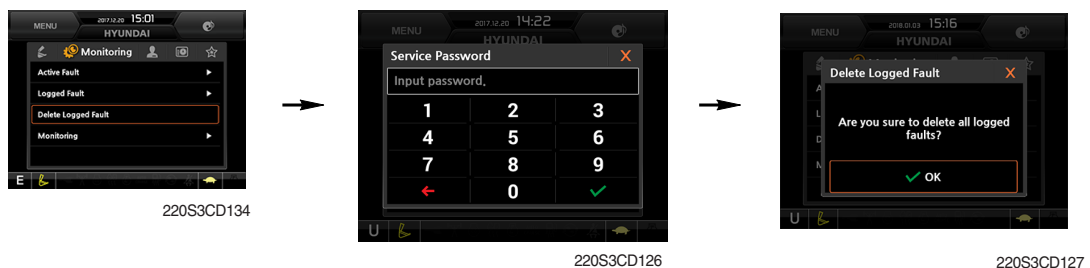 MENU
2017.12.20 15:01
HYUNDAI
Monitoring
Active Fault
Logged Fault
Delete Logged Fault
Monitoring
E
220S3CD134
MENU
2017.12.20 14:22
HYUNDAI
Service Password X
Input password.
1 2 3
4 5 6
7 8 9
0
U
220S3CD126
MENU
2018.01.03 15:16
HYUNDAI
Delete Logged Fault X
Are you sure to delete all logged
faults?
OK
U
220S3CD127